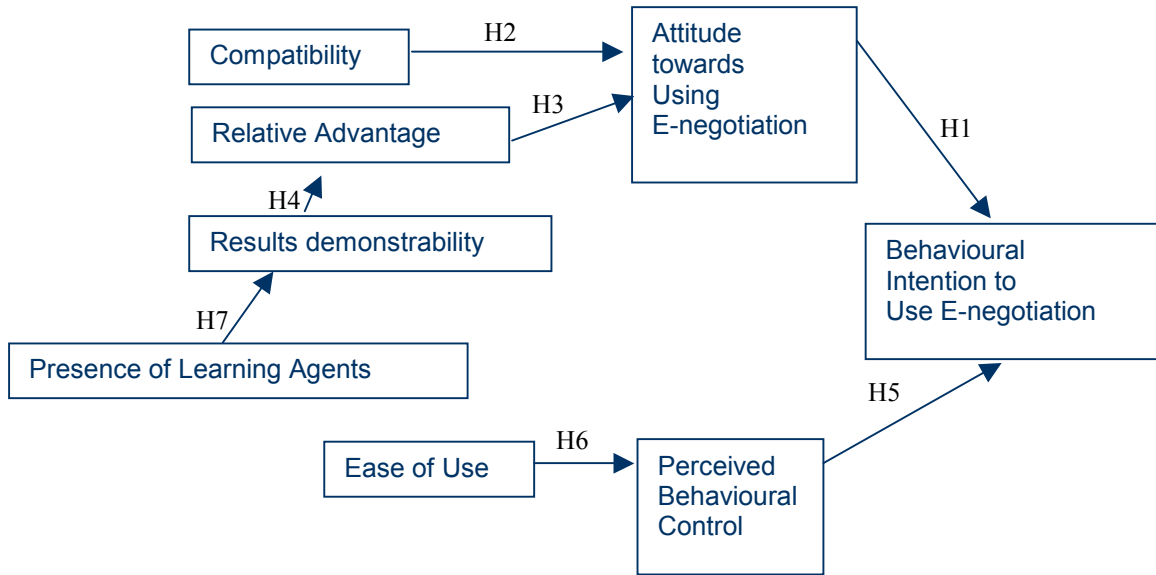 Compatibility
H2
Attitude
towards
Using
E-negotiation
Relative Advantage
H3
H1
H4
Results demonstrability
Behavioural
Intention to
Use E-negotiation
H7
Presence of Learning Agents
H5
Ease of Use
H6
Perceived
Behavioural
Control